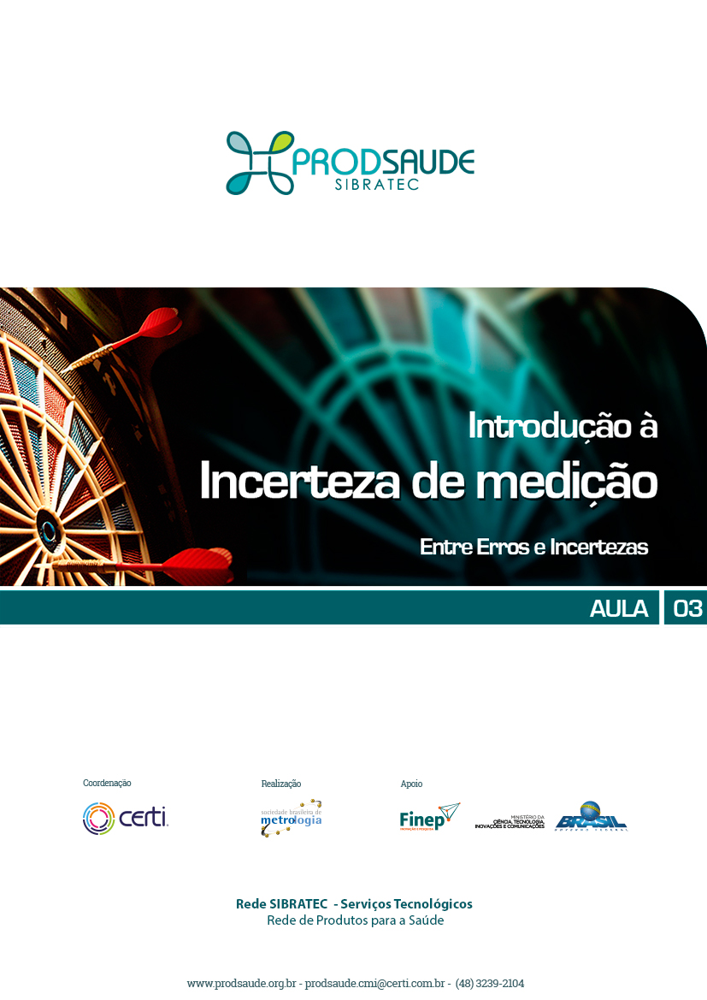 PRODSAUDE
SIBRATEC
Introdução à
Incerteza de medição
Entre Erros e Incertezas
AULA 03
Coordenação
Realização
Apoio
certi
sociedade brasileira de
metrologia
Finep
INOVAÇÃO E PESQUISA
MINISTÉRIO DA
CIÊNCIA, TECNOLOGIA,
INOVAÇÕES E COMUNICAÇÕES
BRASIL
GOVERNO FEDERAL
Rede SIBRATEC - Serviços Tecnológicos
Rede de Produtos para a Saúde
www.prodsaude.org.br - prodsaude.cmi@certi.com.br - (48) 3239-2104